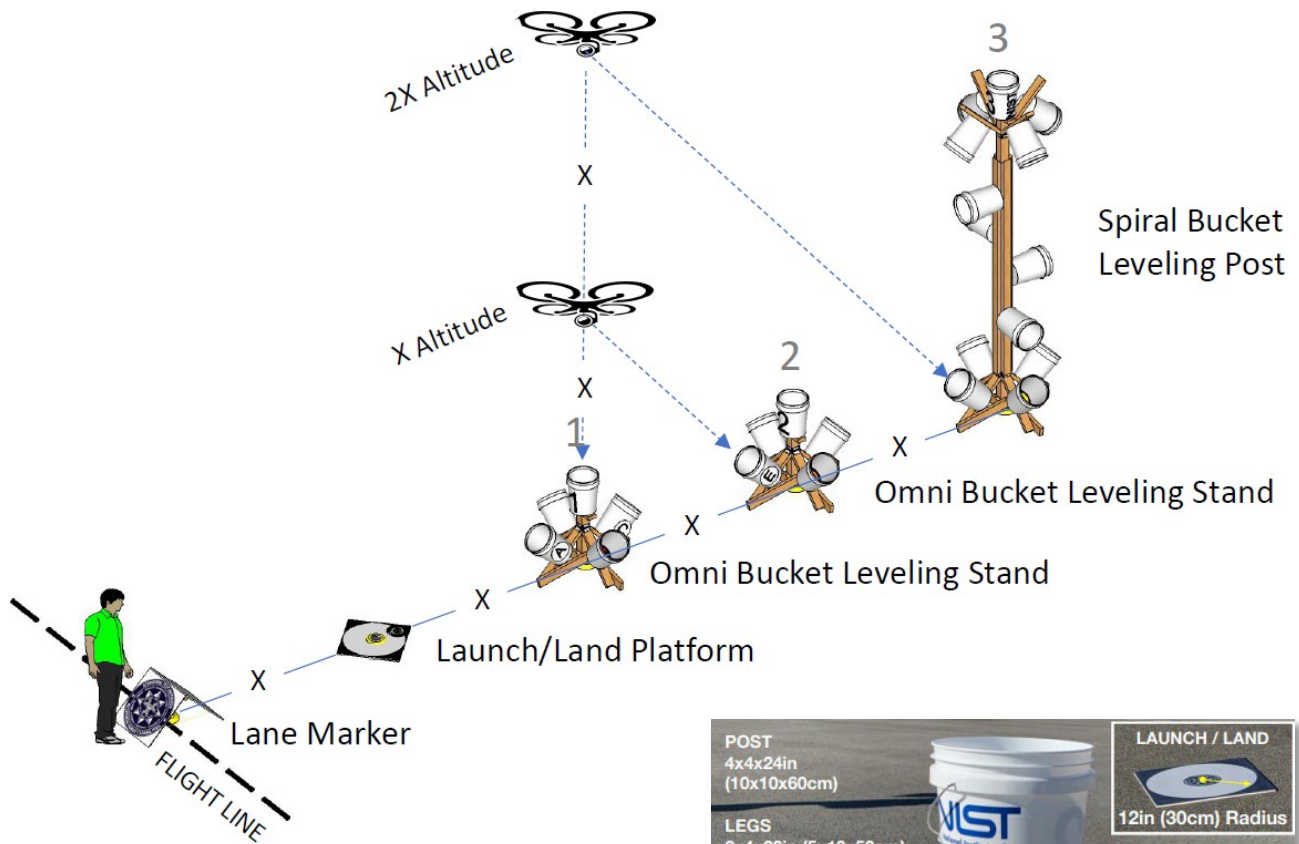 3
2X Altitude
X
Spiral Bucket
Leveling Post
X Altitude
2
X
1
X
Omni Bucket Leveling Stand
E
X
A
C
Omni Bucket Leveling Stand
X
Launch/Land Platform
X
Lane Marker
FLIGHT LINE
NIST
POST
4x4x24in
(10x10x60cm)
LEGS
NIST
LAUNCH / LAND
12in (30cm) Radius